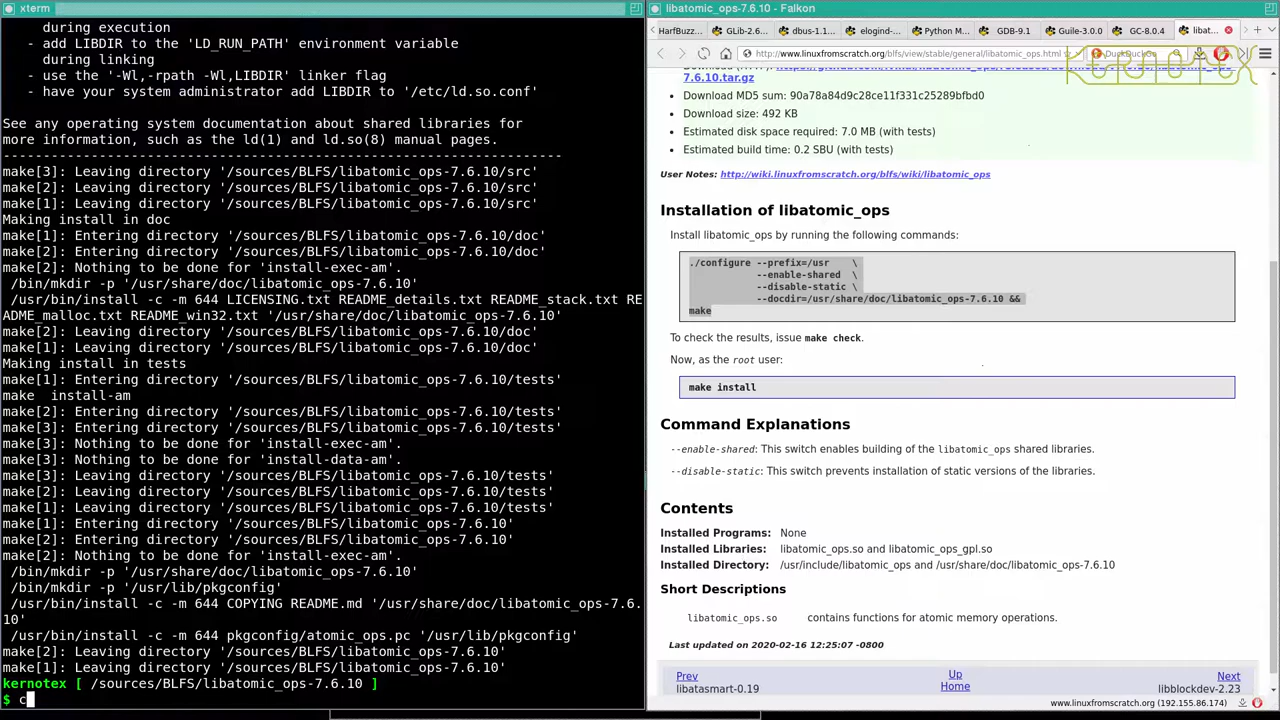 xterm
during execution
- add LIBDIR to the 'LD_RUN_PATH' environment variable
during linking
- use the '-Wl,-rpath -Wl,LIBDIR' linker flag
- have your system administrator add LIBDIR to '/etc/ld.so.conf'
See any operating system documentation about shared libraries for
more information, such as the ld(1) and ld.so(8) manual pages.
----------------------------------------------------------------------
make[3]: Leaving directory '/sources/BLFS/libatomic_ops-7.6.10/src'
make[2]: Leaving directory '/sources/BLFS/libatomic_ops-7.6.10/src'
make[1]: Leaving directory '/sources/BLFS/libatomic_ops-7.6.10/src'
Making install in doc
make[1]: Entering directory '/sources/BLFS/libatomic_ops-7.6.10/doc'
make[2]: Entering directory '/sources/BLFS/libatomic_ops-7.6.10/doc'
make[2]: Nothing to be done for 'install-exec-am'.
/bin/mkdir -p '/usr/share/doc/libatomic_ops-7.6.10'
/usr/bin/install -c -m 644 LICENSING.txt README_details.txt README_stack.txt RE
ADME_malloc.txt README_win32.txt '/usr/share/doc/libatomic_ops-7.6.10'
make[2]: Leaving directory '/sources/BLFS/libatomic_ops-7.6.10/doc'
make[1]: Leaving directory '/sources/BLFS/libatomic_ops-7.6.10/doc'
Making install in tests
make[1]: Entering directory '/sources/BLFS/libatomic_ops-7.6.10/tests'
make  install-am
make[2]: Entering directory '/sources/BLFS/libatomic_ops-7.6.10/tests'
make[3]: Entering directory '/sources/BLFS/libatomic_ops-7.6.10/tests'
make[3]: Nothing to be done for 'install-exec-am'.
make[3]: Nothing to be done for 'install-data-am'.
make[3]: Leaving directory '/sources/BLFS/libatomic_ops-7.6.10/tests'
make[2]: Leaving directory '/sources/BLFS/libatomic_ops-7.6.10/tests'
make[1]: Leaving directory '/sources/BLFS/libatomic_ops-7.6.10/tests'
make[1]: Entering directory '/sources/BLFS/libatomic_ops-7.6.10'
make[2]: Entering directory '/sources/BLFS/libatomic_ops-7.6.10'
make[2]: Nothing to be done for 'install-exec-am'.
/bin/mkdir -p '/usr/share/doc/libatomic_ops-7.6.10'
/bin/mkdir -p '/usr/lib/pkgconfig'
/usr/bin/install -c -m 644 COPYING README.md '/usr/share/doc/libatomic_ops-7.6.
10'
/usr/bin/install -c -m 644 pkgconfig/atomic_ops.pc '/usr/lib/pkgconfig'
make[2]: Leaving directory '/sources/BLFS/libatomic_ops-7.6.10'
make[1]: Leaving directory '/sources/BLFS/libatomic_ops-7.6.10'
kernotex [ /sources/BLFS/libatomic_ops-7.6.10 ]
$ c
libatomic_ops-7.6.10 - Falkon
HarfBuzz... GLib-2.6... dbus-1.1... elogind-... Python M... GDB-9.1 Guile-3.0.0 GC-8.0.4 libat...
http://www.linuxfromscratch.org/blfs/view/stable/general/libatomic_ops.html DuckDuckGo
KERNOTEX
7.6.10.tar.gz
Download MD5 sum: 90a78a84d9c28ce11f331c25289bfbd0
Download size: 492 KB
Estimated disk space required: 7.0 MB (with tests)
Estimated build time: 0.2 SBU (with tests)
User Notes: http://wiki.linuxfromscratch.org/blfs/wiki/libatomic_ops
Installation of libatomic_ops
Install libatomic_ops by running the following commands:
./configure --prefix=/usr \
--enable-shared \
--disable-static \
--docdir=/usr/share/doc/libatomic_ops-7.6.10 &&
make
To check the results, issue make check.
Now, as the root user:
make install
Command Explanations
--enable-shared: This switch enables building of the libatomic_ops shared libraries.
--disable-static: This switch prevents installation of static versions of the libraries.
Contents
Installed Programs: None
Installed Libraries: libatomic_ops.so and libatomic_ops_gpl.so
Installed Directory: /usr/include/libatomic_ops and /usr/share/doc/libatomic_ops-7.6.10
Short Descriptions
libatomic_ops.so contains functions for atomic memory operations.
Last updated on 2020-02-16 12:25:07 -0800
Prev Up Next
libatasmart-0.19 Home libblockdev-2.23
www.linuxfromscratch.org (192.155.86.174)